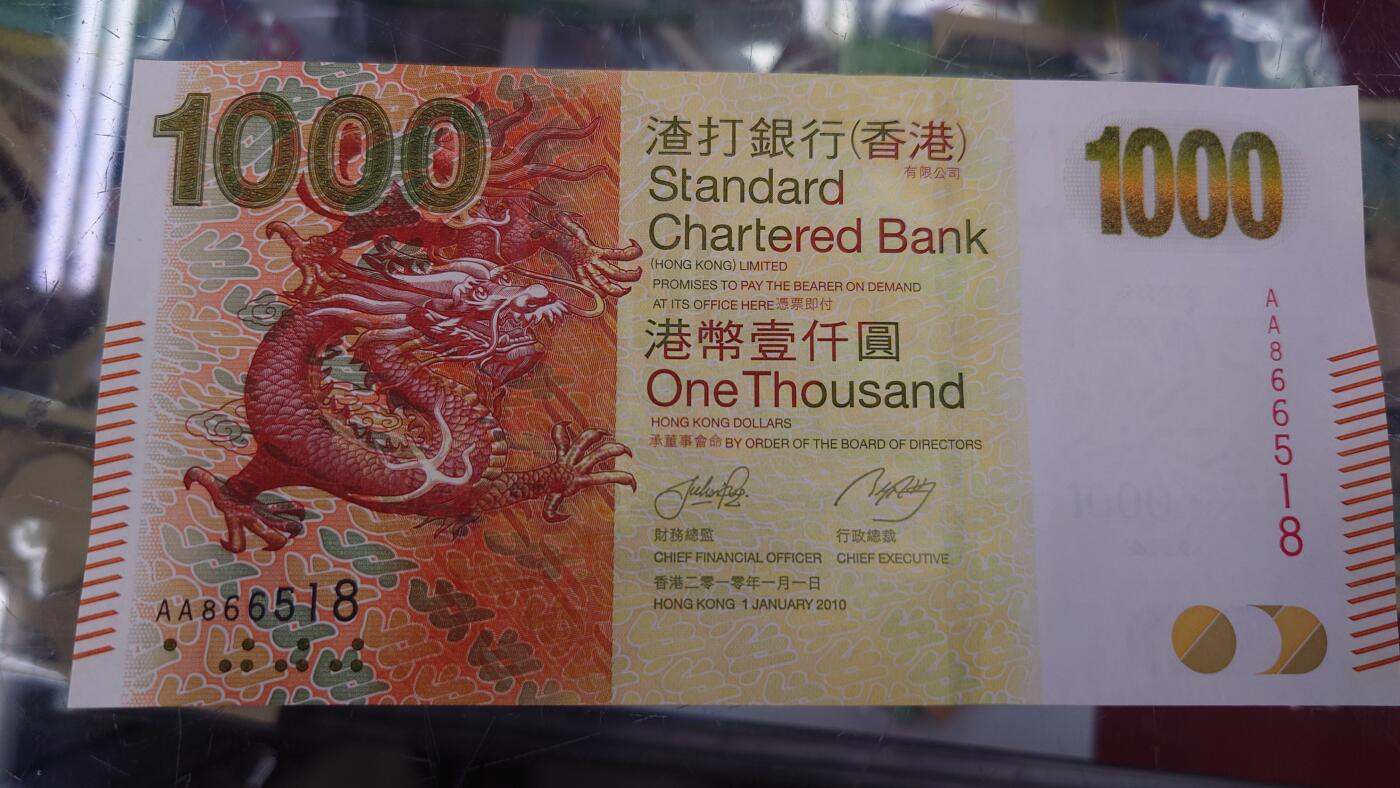 1000
渣打銀行(香港)
有限公司
Standard
Chartered Bank
(HONG KONG) LIMITED
PROMISES TO PAY THE BEARER ON DEMAND
AT ITS OFFICE HERE 憑票即付
港幣壹仟圓
One Thousand
HONG KONG DOLLARS
承董事會命 BY ORDER OF THE BOARD OF DIRECTORS
財務總監 行政總裁
CHIEF FINANCIAL OFFICER CHIEF EXECUTIVE
香港二零一零年一月一日
HONG KONG 1 JANUARY 2010
AA866518
1000
AA866518